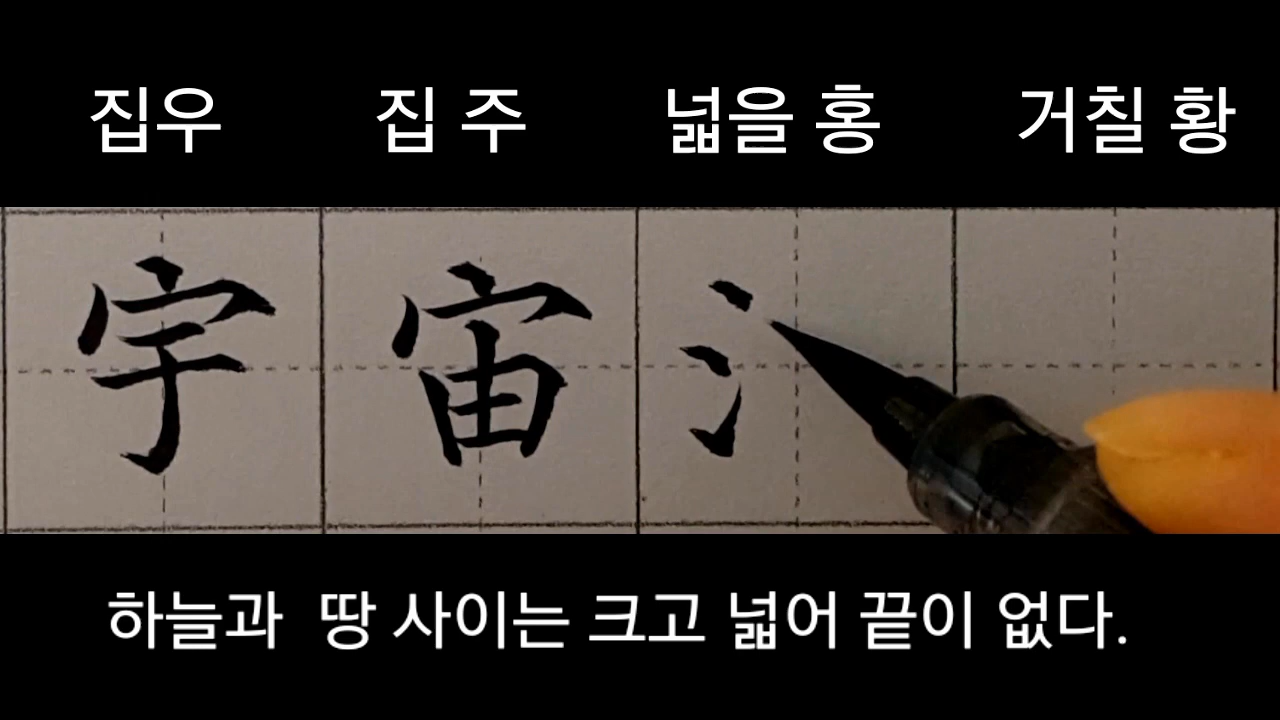 집우 집 주 넓을 홍 거칠 황
宇 宙 氵
하늘과 땅 사이는 크고 넓어 끝이 없다.